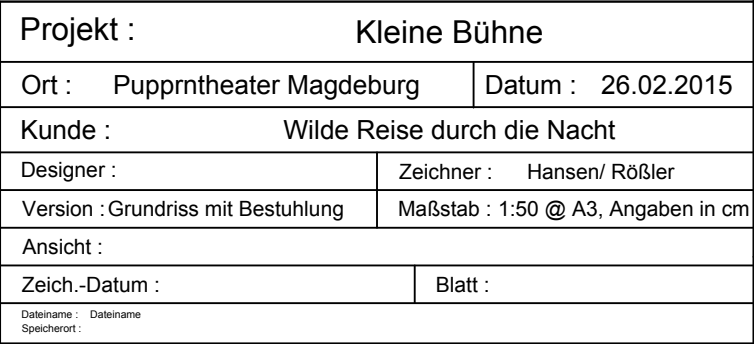 Projekt : Kleine Bühne
Ort : Pupprntheater Magdeburg Datum : 26.02.2015
Kunde : Wilde Reise durch die Nacht
Designer : Zeichner : Hansen/ Rößler
Version : Grundriss mit Bestuhlung Maßstab : 1:50 @ A3, Angaben in cm
Ansicht :
Zeich.-Datum : Blatt :
Dateiname : Dateiname
Speicherort :